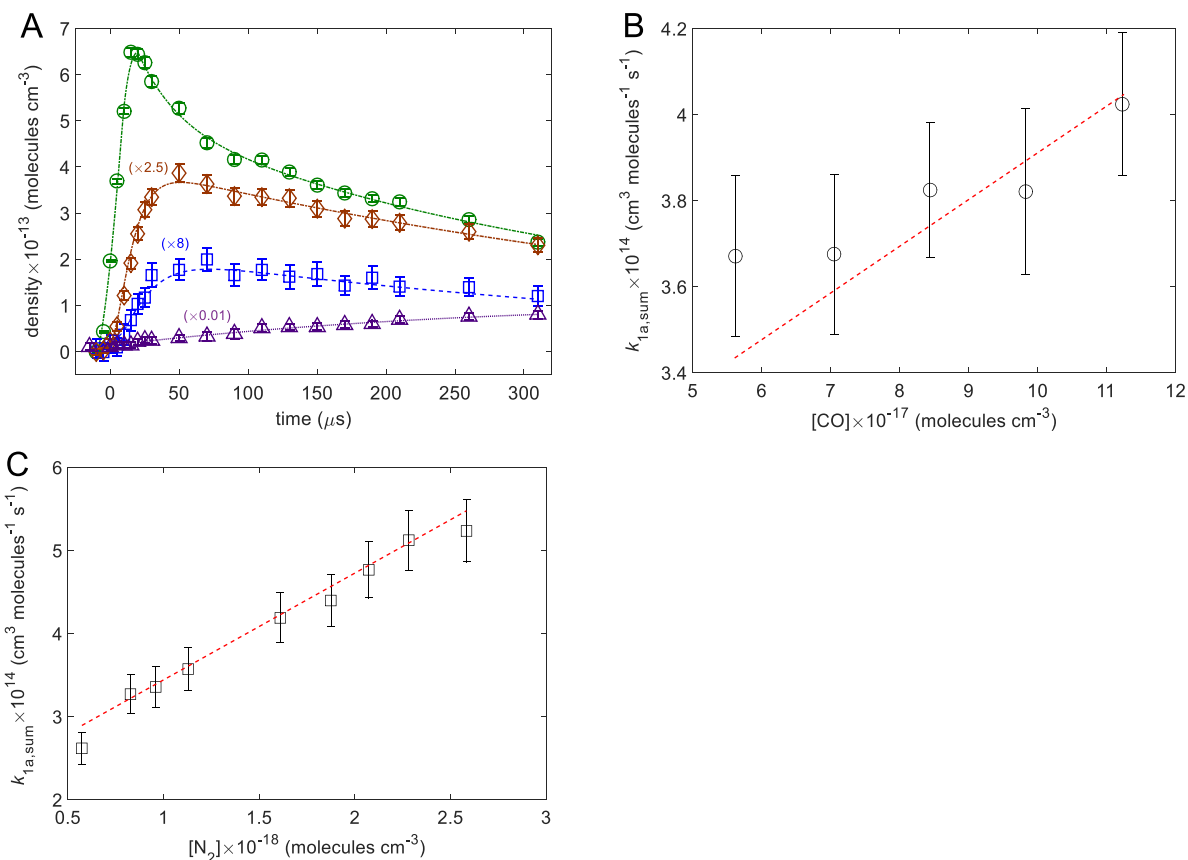 A
density×10⁻¹³ (molecules cm⁻³)
7
6
5
4
3
2
1
0
(×2.5)
(×8)
(×0.01)
0 50 100 150 200 250 300
time (μs)
B
k₁ₐ,ₛᵤₘ×10¹⁴ (cm³ molecules⁻¹ s⁻¹)
4.2
4
3.8
3.6
3.4
5 6 7 8 9 10 11 12
[CO]×10⁻¹⁷ (molecules cm⁻³)
C
k₁ₐ,ₛᵤₘ×10¹⁴ (cm³ molecules⁻¹ s⁻¹)
6
5
4
3
2
0.5 1 1.5 2 2.5 3
[N₂]×10⁻¹⁸ (molecules cm⁻³)